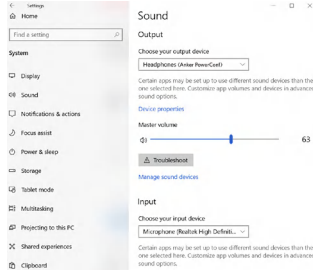 Settings
Home
Find a setting
System
Display
Sound
Notifications & actions
Focus assist
Power & sleep
Storage
Tablet mode
Multitasking
Projecting to this PC
Shared experiences
Clipboard
Sound
Output
Choose your output device
Headphones (Anker PowerConf)
Certain apps may be set up to use different sound devices than the
one selected here. Customize app volumes and devices in advanced
sound options.
Device properties
Master volume
63
Troubleshoot
Manage sound devices
Input
Choose your input device
Microphone (Realtek High Definiti...
Certain apps may be set up to use different sound devices than the
one selected here. Customize app volumes and devices in advanced
sound options.